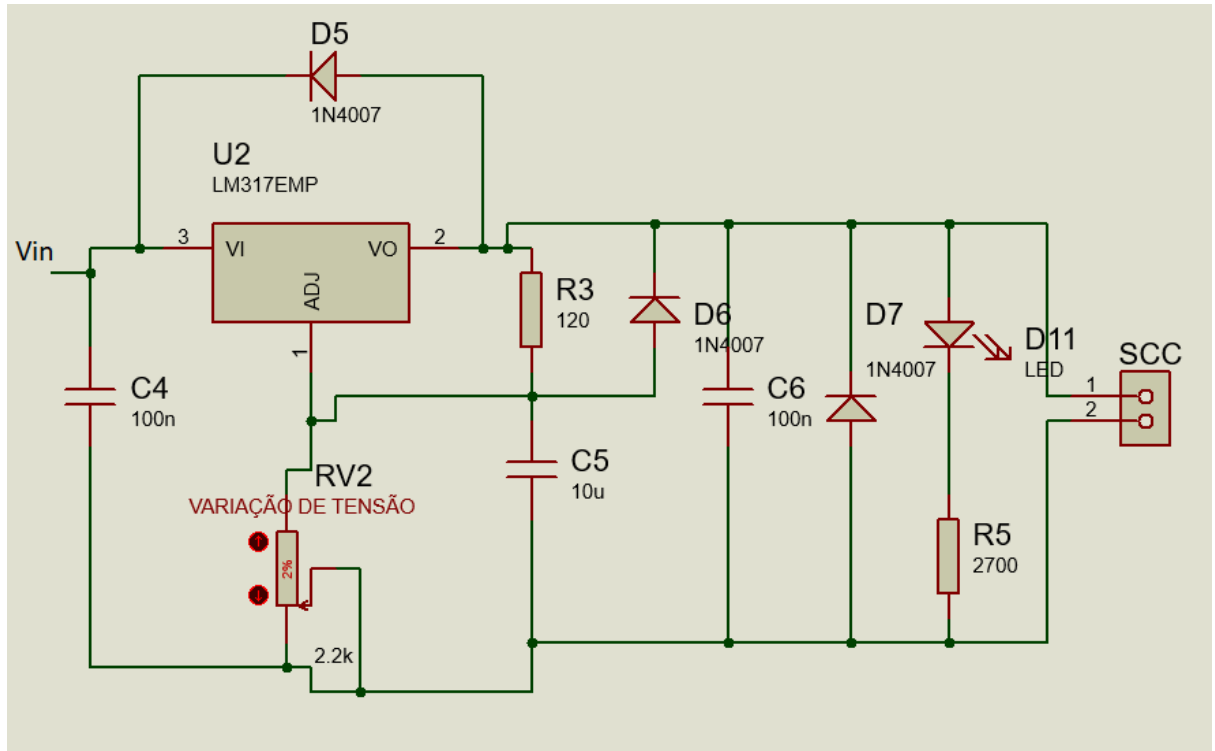 D5
1N4007
U2
LM317EMP
Vin
3
VI
VO
2
ADJ
1
R3
120
D6
1N4007
D7
1N4007
D11
LED
SCC
1
2
C4
100n
C6
100n
C5
10u
RV2
VARIAÇÃO DE TENSÃO
2%
2.2k
R5
2700